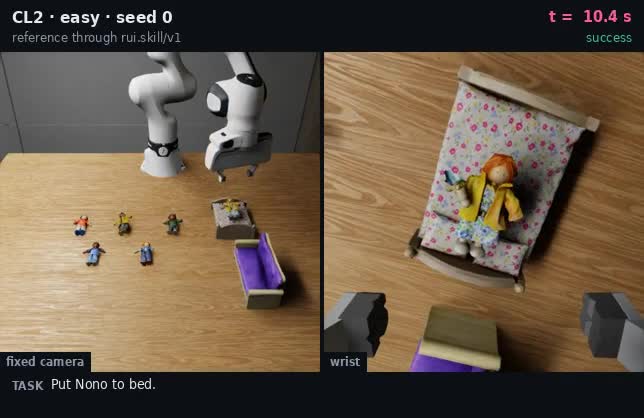 CL2 · easy · seed 0
t = 10.4 s
reference through rui.skill/v1
success
fixed camera
wrist
TASK Put Nono to bed.